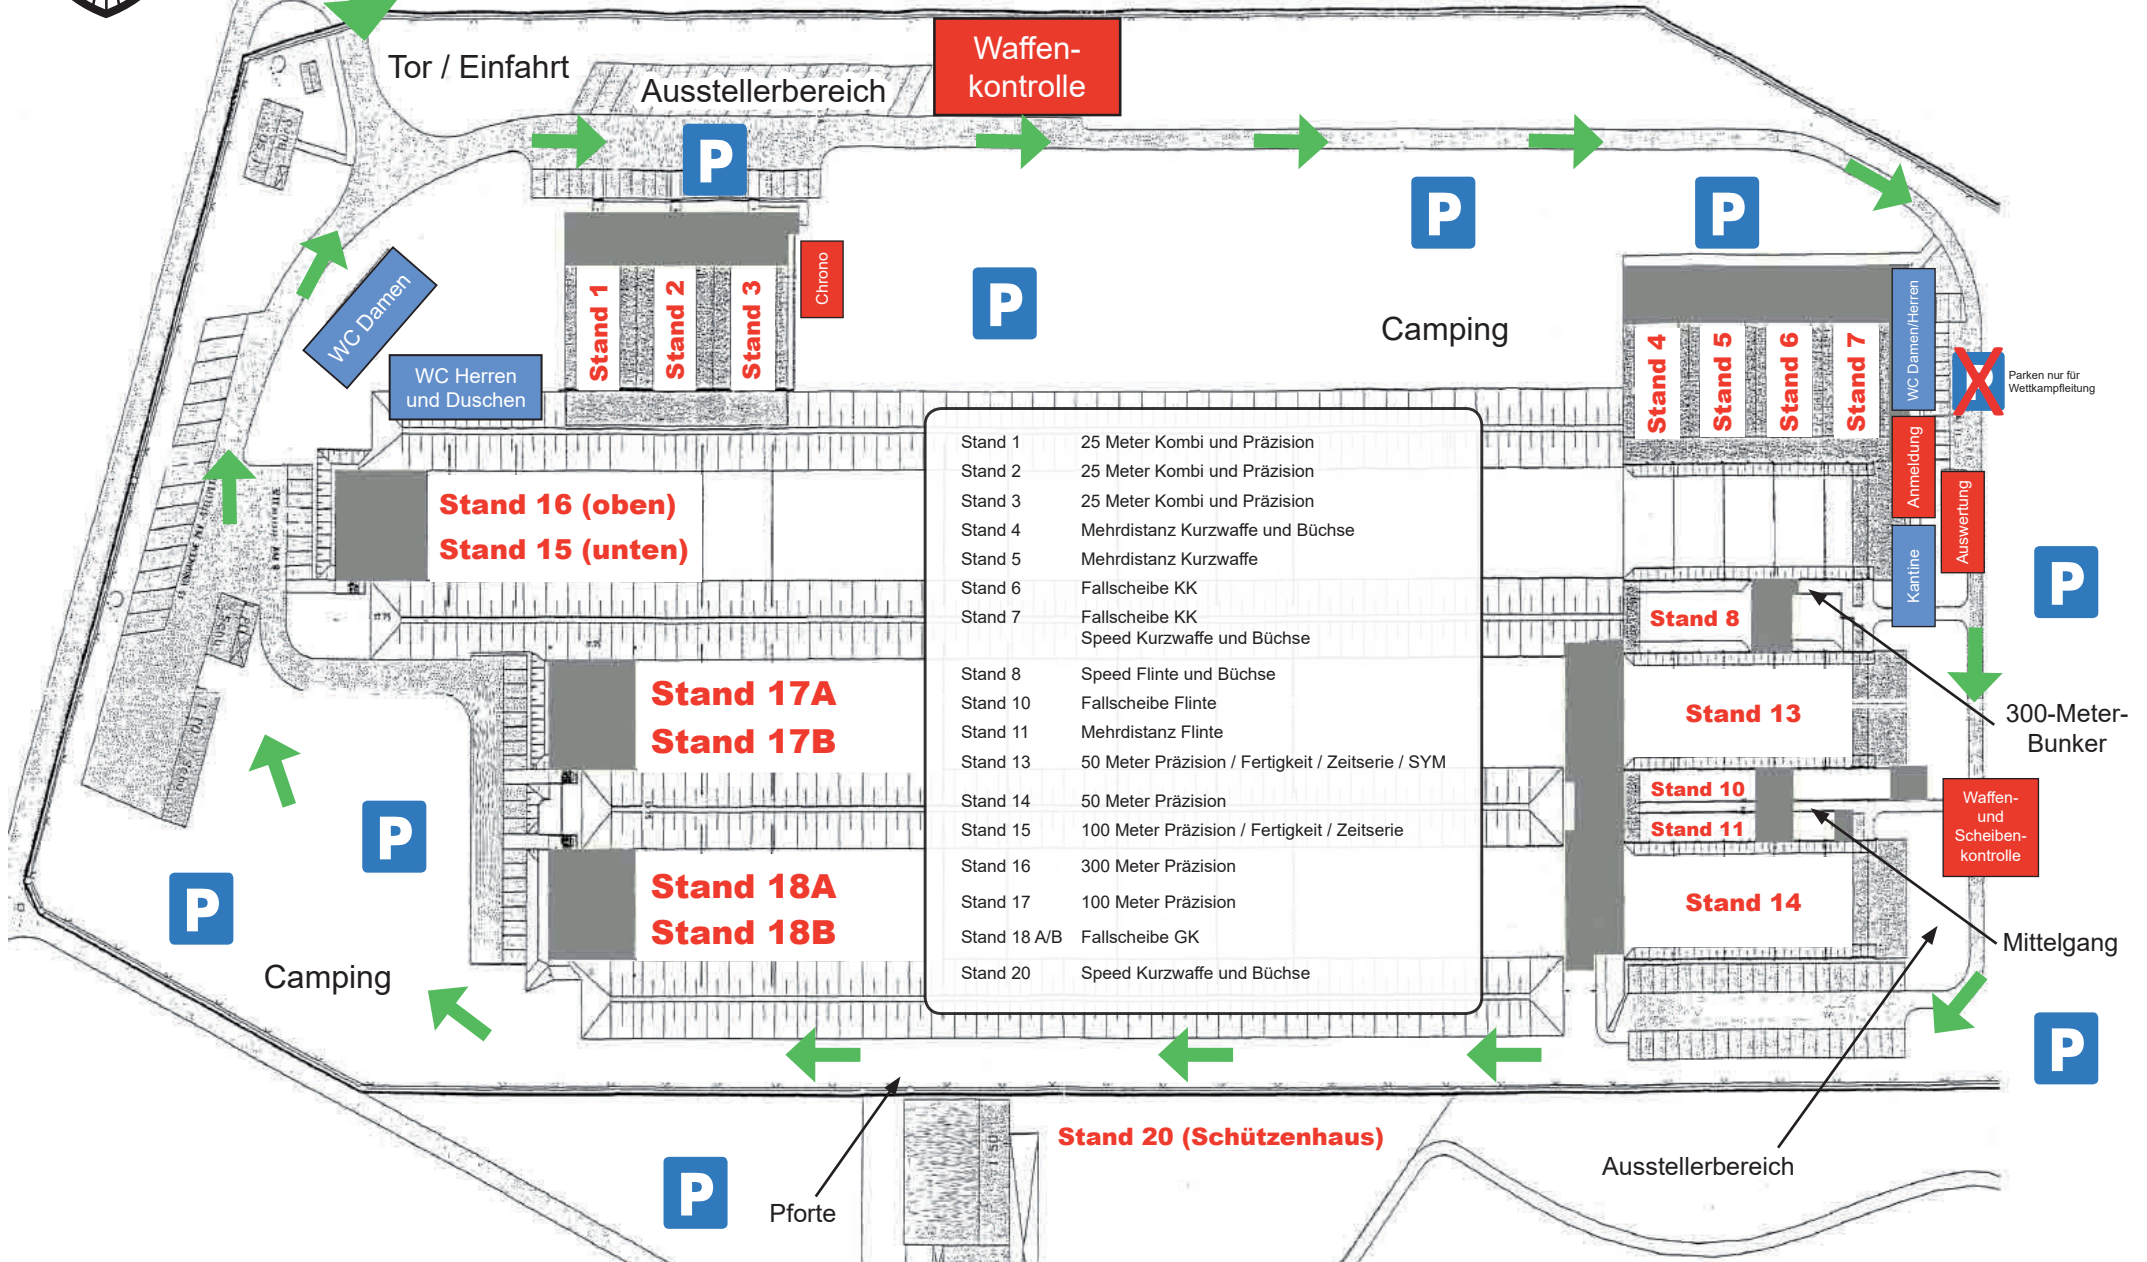 Tor / Einfahrt
Ausstellerbereich
Waffen-
kontrolle
P
P
P
P
WC Damen
WC Herren
und Duschen
Stand 1
Stand 2
Stand 3
Chrono
Camping
Stand 4
Stand 5
Stand 6
Stand 7
WC Damen/Herren
P
Parken nur für
Wettkampfleitung
Anmeldung
Auswertung
Kantine
P
Stand 16 (oben)
Stand 15 (unten)
Stand 1 25 Meter Kombi und Präzision
Stand 2 25 Meter Kombi und Präzision
Stand 3 25 Meter Kombi und Präzision
Stand 4 Mehrdistanz Kurzwaffe und Büchse
Stand 5 Mehrdistanz Kurzwaffe
Stand 6 Fallscheibe KK
Stand 7 Fallscheibe KK
Speed Kurzwaffe und Büchse
Stand 8 Speed Flinte und Büchse
Stand 10 Fallscheibe Flinte
Stand 11 Mehrdistanz Flinte
Stand 13 50 Meter Präzision / Fertigkeit / Zeitserie / SYM
Stand 14 50 Meter Präzision
Stand 15 100 Meter Präzision / Fertigkeit / Zeitserie
Stand 16 300 Meter Präzision
Stand 17 100 Meter Präzision
Stand 18 A/B Fallscheibe GK
Stand 20 Speed Kurzwaffe und Büchse
Stand 8
300-Meter-
Bunker
Stand 17A
Stand 17B
Stand 13
Stand 10
Stand 11
Waffen-
und
Scheiben-
kontrolle
Stand 18A
Stand 18B
Stand 14
Mittelgang
P
P
Camping
P
Stand 20 (Schützenhaus)
Ausstellerbereich
P
Pforte